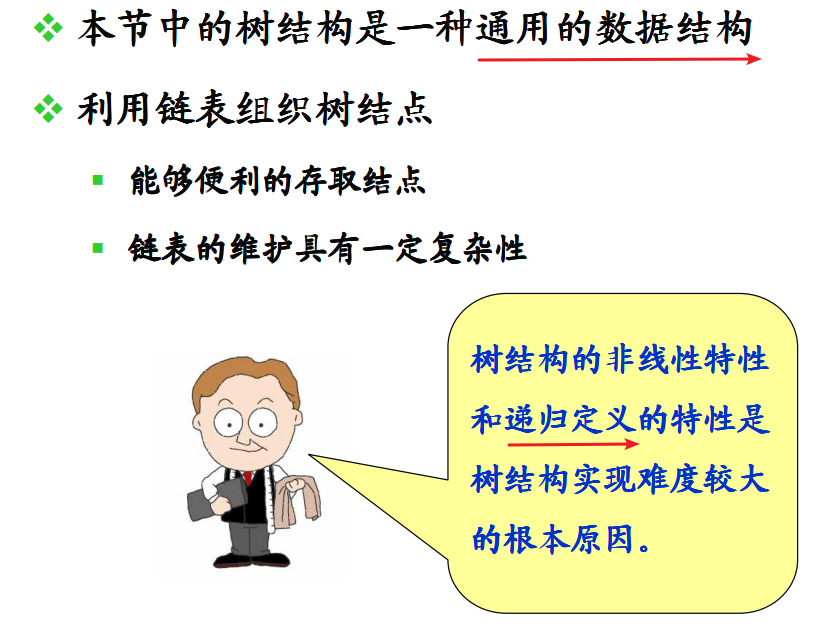 本节中的树结构是一种通用的数据结构
利用链表组织树结点
能够便利的存取结点
链表的维护具有一定复杂性
树结构的非线性特性
和递归定义的特性是
树结构实现难度较大
的根本原因。